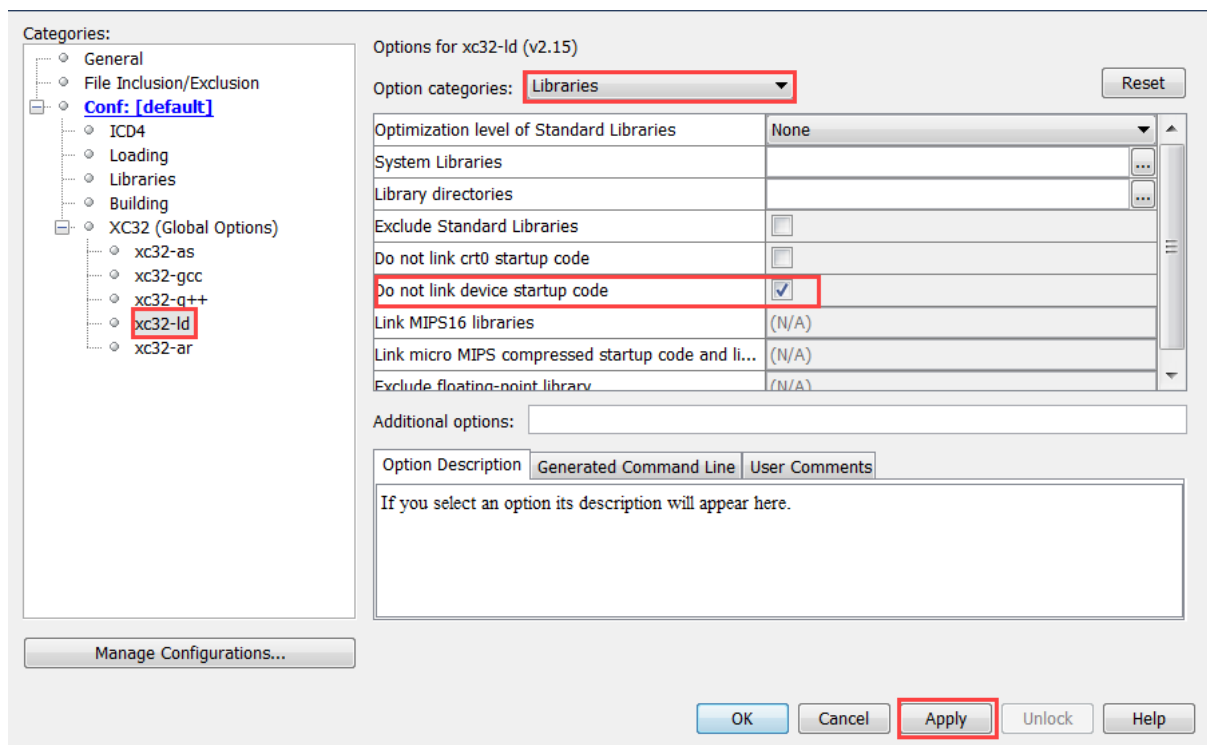 Categories:
General
File Inclusion/Exclusion
Conf: [default]
ICD4
Loading
Libraries
Building
XC32 (Global Options)
xc32-as
xc32-gcc
xc32-g++
xc32-ld
xc32-ar
Manage Configurations...
Options for xc32-ld (v2.15)
Option categories: Libraries
Reset
Optimization level of Standard Libraries None
System Libraries ...
Library directories ...
Exclude Standard Libraries
Do not link crt0 startup code
Do not link device startup code
Link MIPS16 libraries (N/A)
Link micro MIPS compressed startup code and li... (N/A)
Exclude floating-point library (N/A)
Additional options:
Option Description Generated Command Line User Comments
If you select an option its description will appear here.
OK Cancel Apply Unlock Help